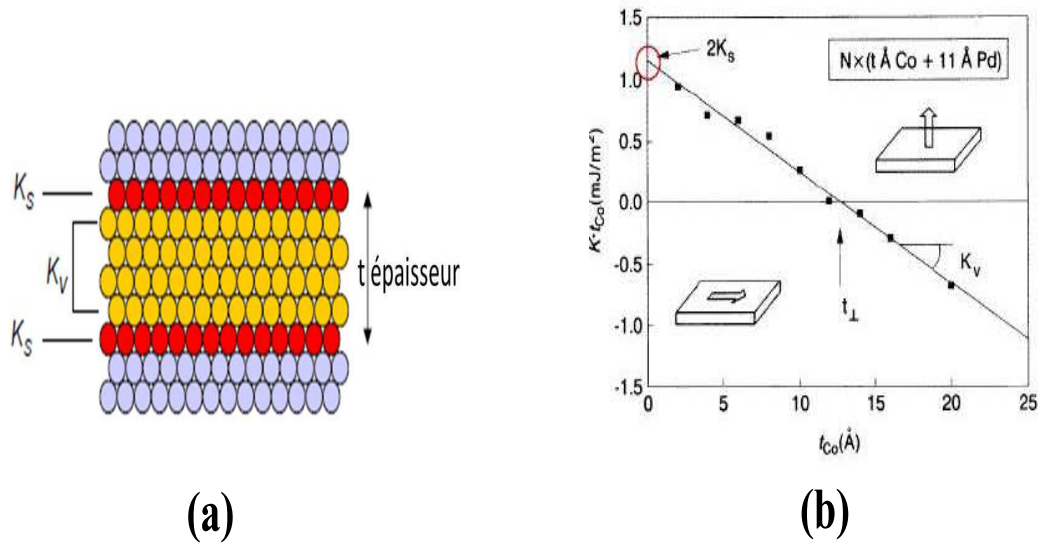 K_s
K_v
K_s
t épaisseur
(a)
1.5
1.0
0.5
0.0
-0.5
-1.0
-1.5
K·t_Co(mJ/m⁻²)
2K_s
N×(t Å Co + 11 Å Pd)
K_v
t_⊥
0
5
10
15
20
25
t_Co(Å)
(b)